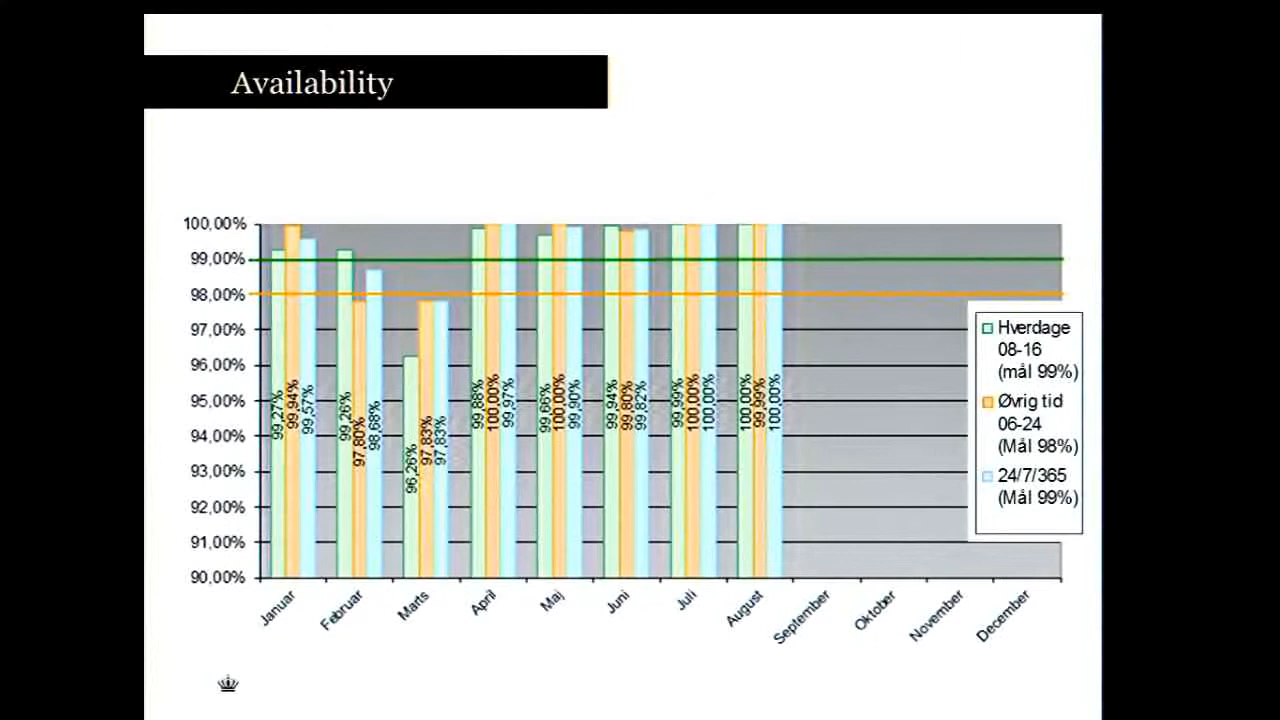 Availability
100,00%
99,00%
98,00%
97,00%
96,00%
95,00%
94,00%
93,00%
92,00%
91,00%
90,00%
99,27%
99,94%
99,57%
99,26%
97,80%
98,68%
96,26%
97,83%
97,83%
99,88%
100,00%
99,97%
99,66%
100,00%
99,90%
99,94%
99,80%
99,82%
99,99%
100,00%
100,00%
100,00%
99,99%
100,00%
Hverdage
08-16
(mål 99%)
Øvrig tid
06-24
(Mål 98%)
24/7/365
(Mål 99%)
Januar
Februar
Marts
April
Maj
Juni
Juli
August
September
Oktober
November
December